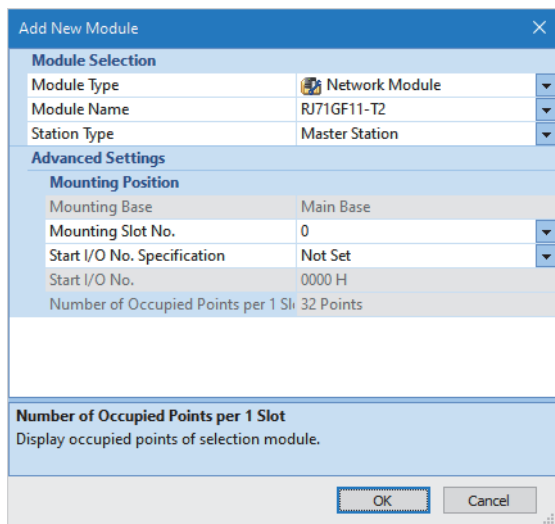 Add New Module
Module Selection
Module Type Network Module
Module Name RJ71GF11-T2
Station Type Master Station
Advanced Settings
Mounting Position
Mounting Base Main Base
Mounting Slot No. 0
Start I/O No. Specification Not Set
Start I/O No. 0000 H
Number of Occupied Points per 1 Sl 32 Points
Number of Occupied Points per 1 Slot
Display occupied points of selection module.
OK Cancel